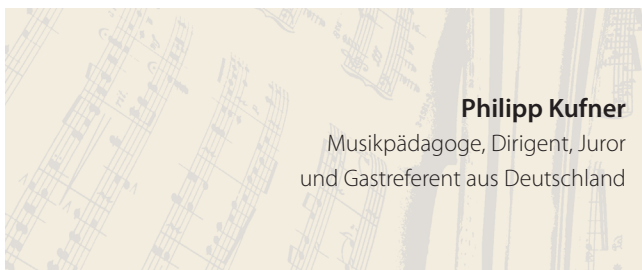 Philipp Kufner
Musikpädagoge, Dirigent, Juror
und Gastreferent aus Deutschland